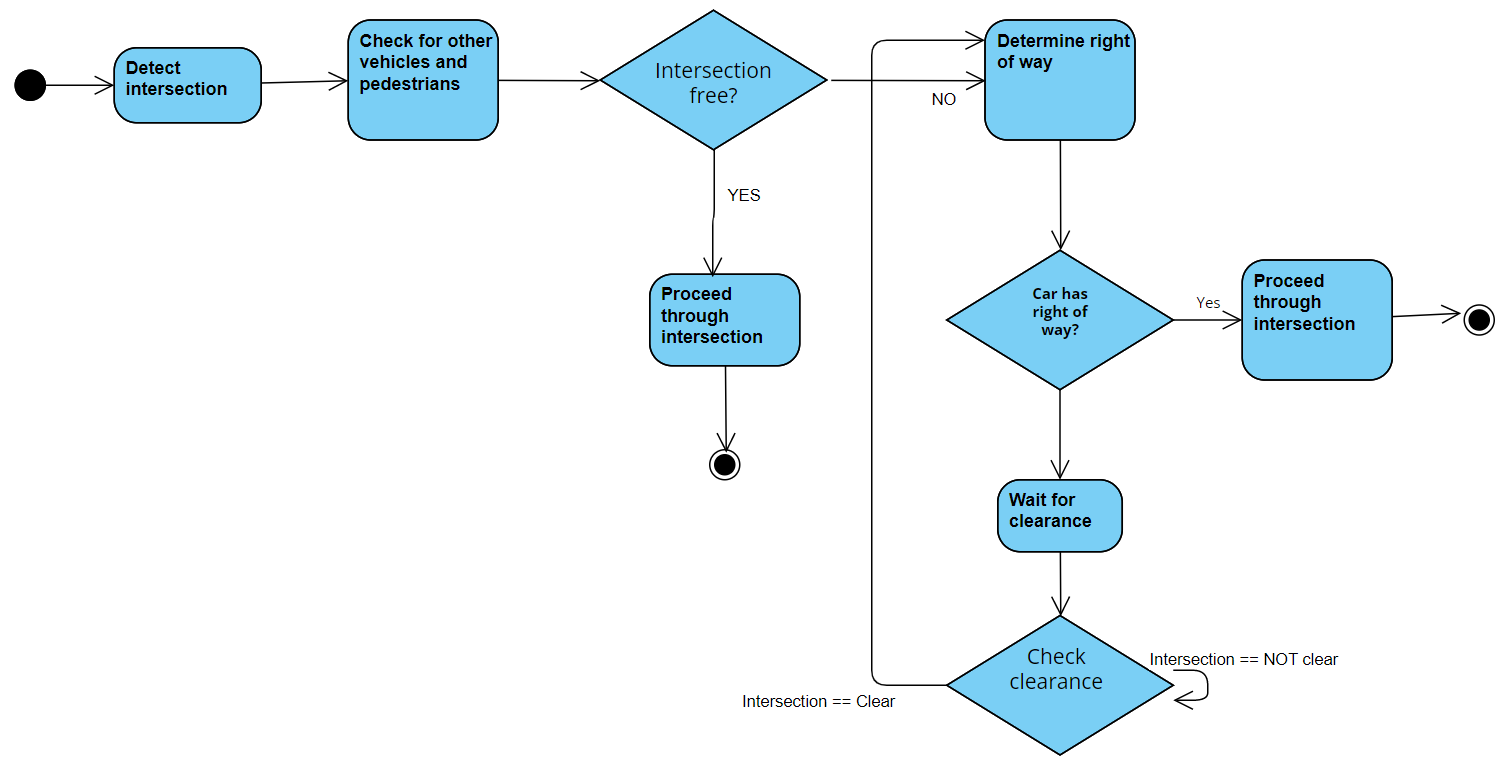 Detect
intersection
Check for other
vehicles and
pedestrians
Intersection
free?
NO
YES
Proceed
through
intersection
Determine right
of way
Car has
right of
way?
Yes
Proceed
through
intersection
Wait for
clearance
Check
clearance
Intersection == NOT clear
Intersection == Clear